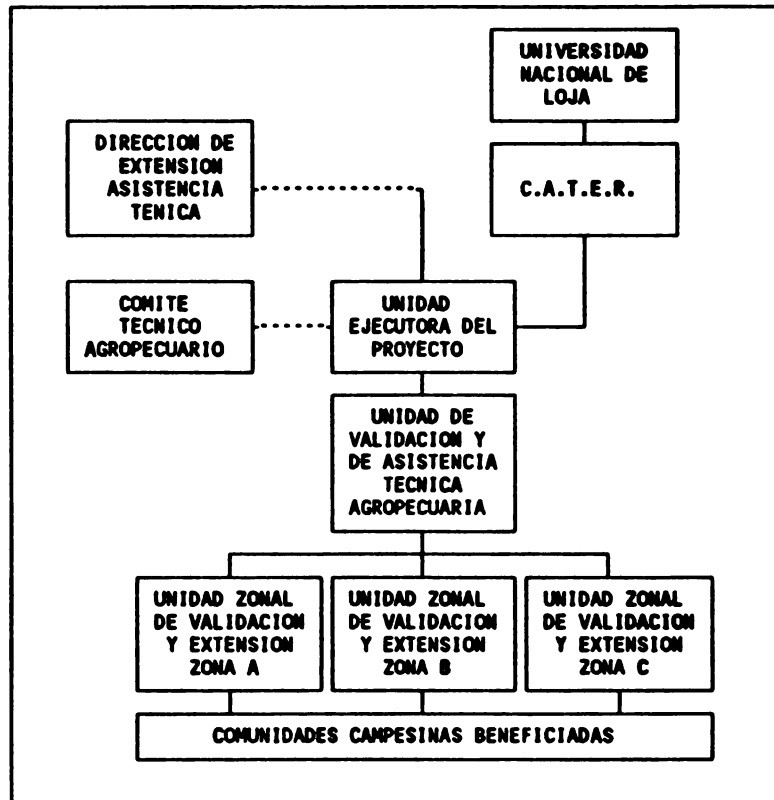 UNIVERSIDAD
NACIONAL DE
LOJA
DIRECCION DE
EXTENSION
ASISTENCIA
TENICA
C.A.T.E.R.
COMITE
TECNICO
AGROPECUARIO
UNIDAD
EJECUTORA DEL
PROYECTO
UNIDAD DE
VALIDACION Y
DE ASISTENCIA
TECNICA
AGROPECUARIA
UNIDAD ZONAL
DE VALIDACION
Y EXTENSION
ZONA A
UNIDAD ZONAL
DE VALIDACION
Y EXTENSION
ZONA B
UNIDAD ZONAL
DE VALIDACION
Y EXTENSION
ZONA C
COMUNIDADES CAMPESINAS BENEFICIADAS